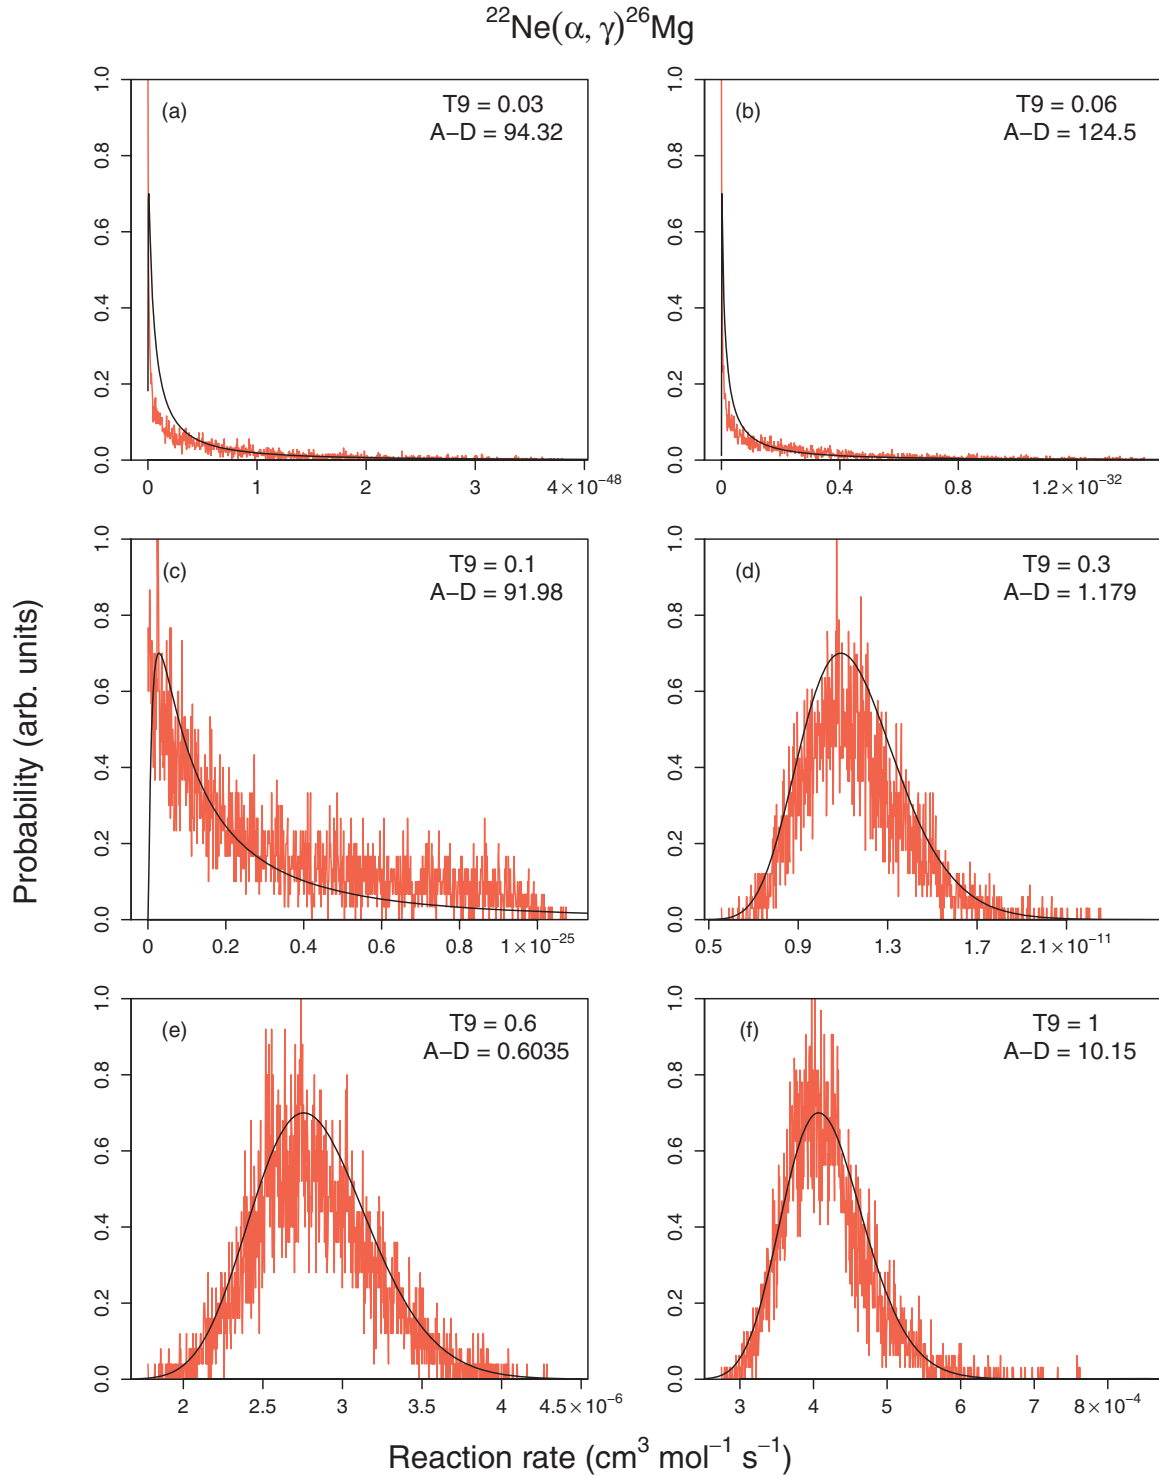 ²²Ne(α, γ)²⁶Mg
(a)
T9 = 0.03
A−D = 94.32
1.0
0.8
0.6
0.4
0.2
0.0
0 1 2 3 4×10⁻⁴⁸
(b)
T9 = 0.06
A−D = 124.5
1.0
0.8
0.6
0.4
0.2
0.0
0 0.4 0.8 1.2×10⁻³²
(c)
T9 = 0.1
A−D = 91.98
1.0
0.8
0.6
0.4
0.2
0.0
0 0.2 0.4 0.6 0.8 1×10⁻²⁵
(d)
T9 = 0.3
A−D = 1.179
1.0
0.8
0.6
0.4
0.2
0.0
0.5 0.9 1.3 1.7 2.1×10⁻¹¹
(e)
T9 = 0.6
A−D = 0.6035
1.0
0.8
0.6
0.4
0.2
0.0
2 2.5 3 3.5 4 4.5×10⁻⁶
(f)
T9 = 1
A−D = 10.15
1.0
0.8
0.6
0.4
0.2
0.0
3 4 5 6 7 8×10⁻⁴
Probability (arb. units)
Reaction rate (cm³ mol⁻¹ s⁻¹)